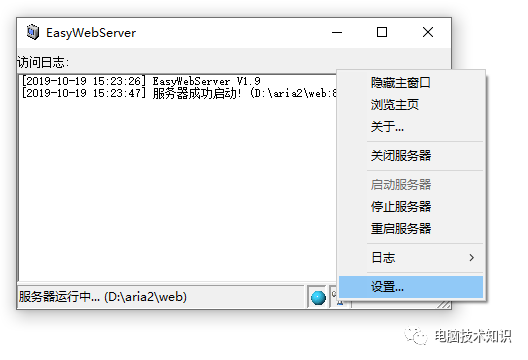 EasyWebServer
访问日志:
[2019-10-19 15:23:26] EasyWebServer V1.9
[2019-10-19 15:23:47] 服务器成功启动! (D:\aria2\web:8
隐藏主窗口
浏览主页
关于...
关闭服务器
启动服务器
停止服务器
重启服务器
日志
设置...
服务器运行中... (D:\aria2\web)
电脑技术知识